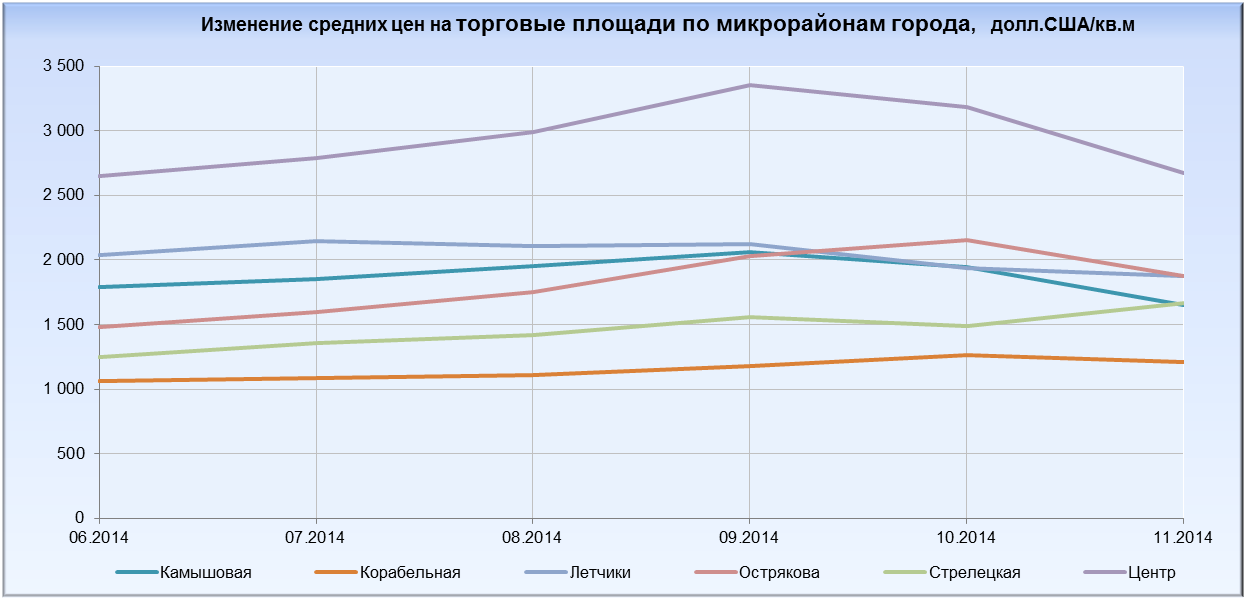 Изменение средних цен на торговые площади по микрорайонам города, долл.США/кв.м
3 500
3 000
2 500
2 000
1 500
1 000
500
0
06.2014 07.2014 08.2014 09.2014 10.2014 11.2014
Камышовая Корабельная Летчики Острякова Стрелецкая Центр